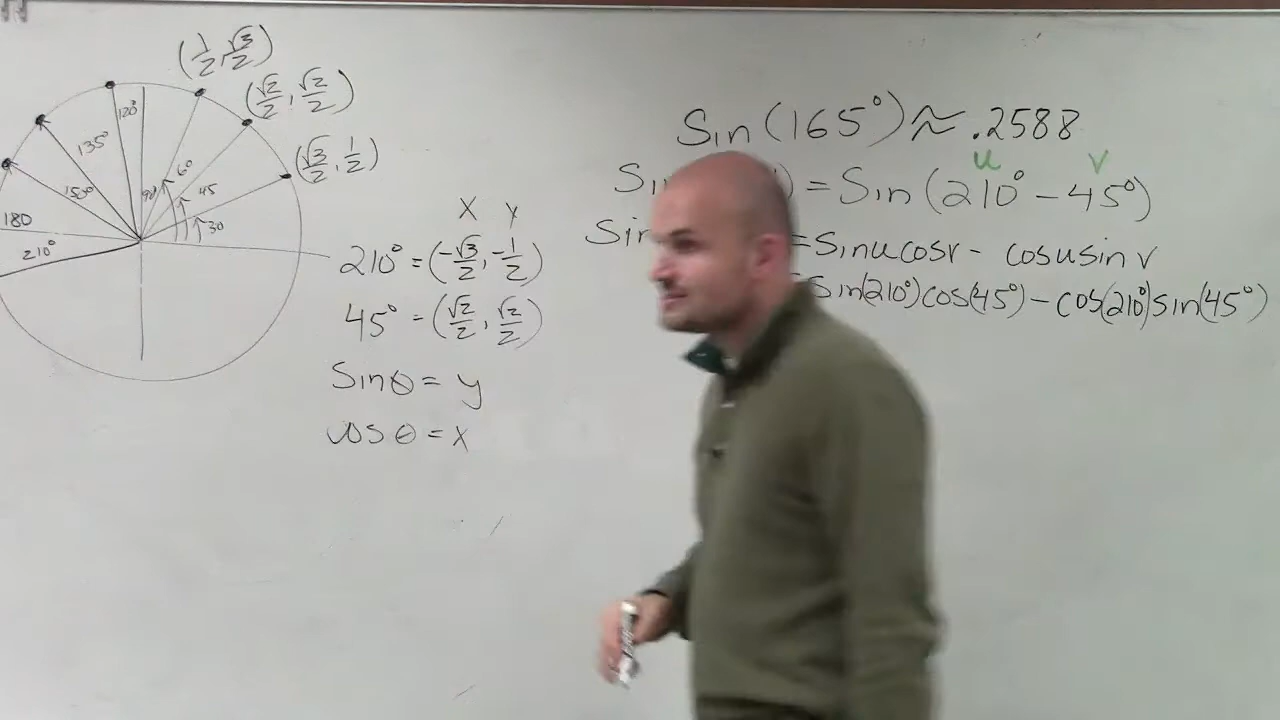 (1/2, √3/2)
(√2/2, √2/2)
(√3/2, 1/2)
120°
135°
150°
90°
60
45
30
180
210°
X Y
210° = (-√3/2, -1/2)
45° = (√2/2, √2/2)
Sinθ = y
cosθ = x
Sin(165°) ≈ .2588
u v
) = Sin(210° - 45°)
Sin = Sinucosv - cosusinv
Sin(210°)cos(45°) - cos(210°)sin(45°)